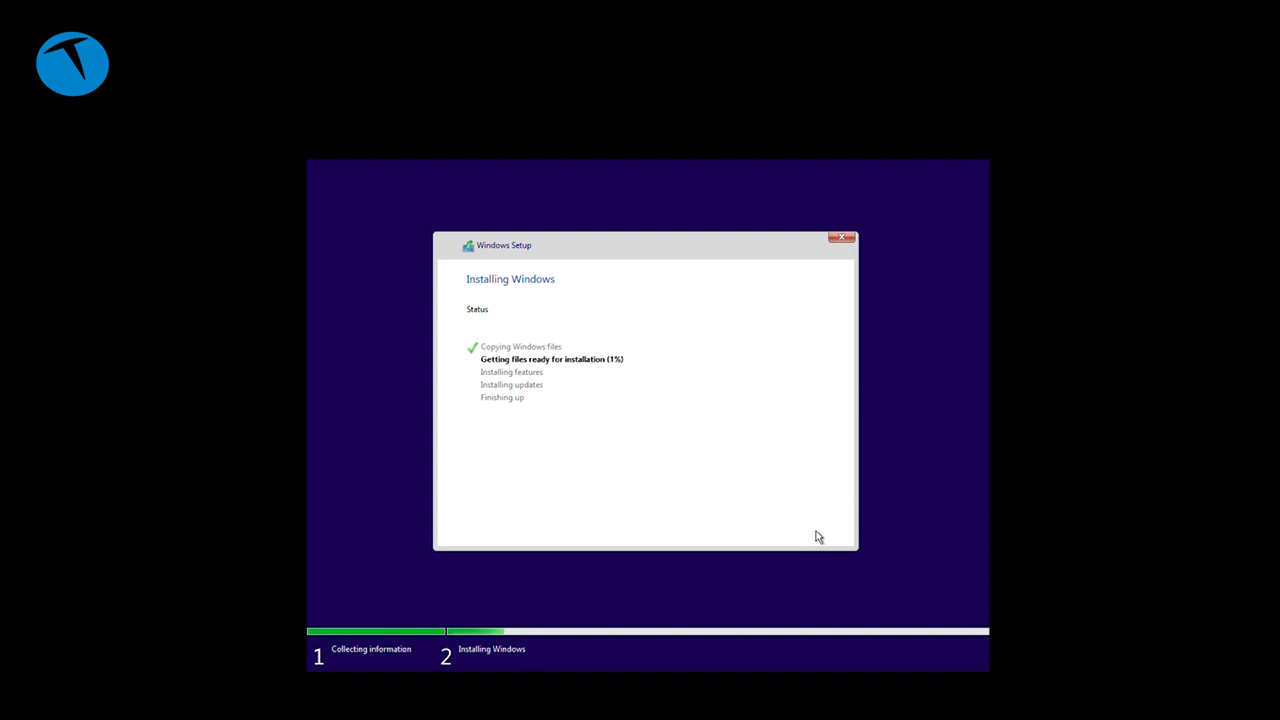 Windows Setup
Installing Windows
Status
Copying Windows files
Getting files ready for installation (1%)
Installing features
Installing updates
Finishing up
1 Collecting information
2 Installing Windows